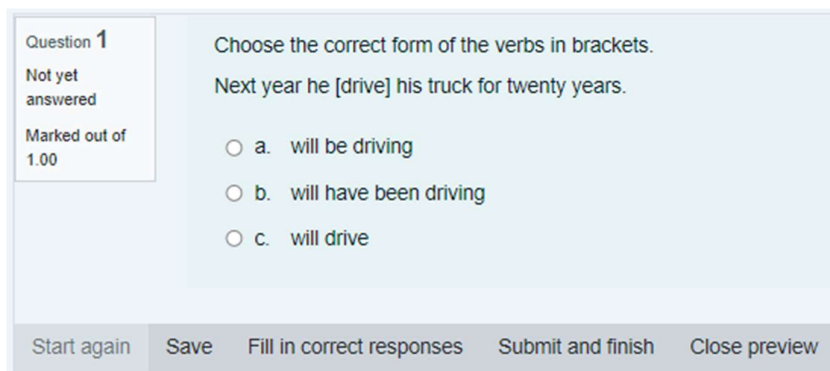 Question 1
Not yet
answered
Marked out of
1.00
Choose the correct form of the verbs in brackets.
Next year he [drive] his truck for twenty years.
a. will be driving
b. will have been driving
c. will drive
Start again Save Fill in correct responses Submit and finish Close preview